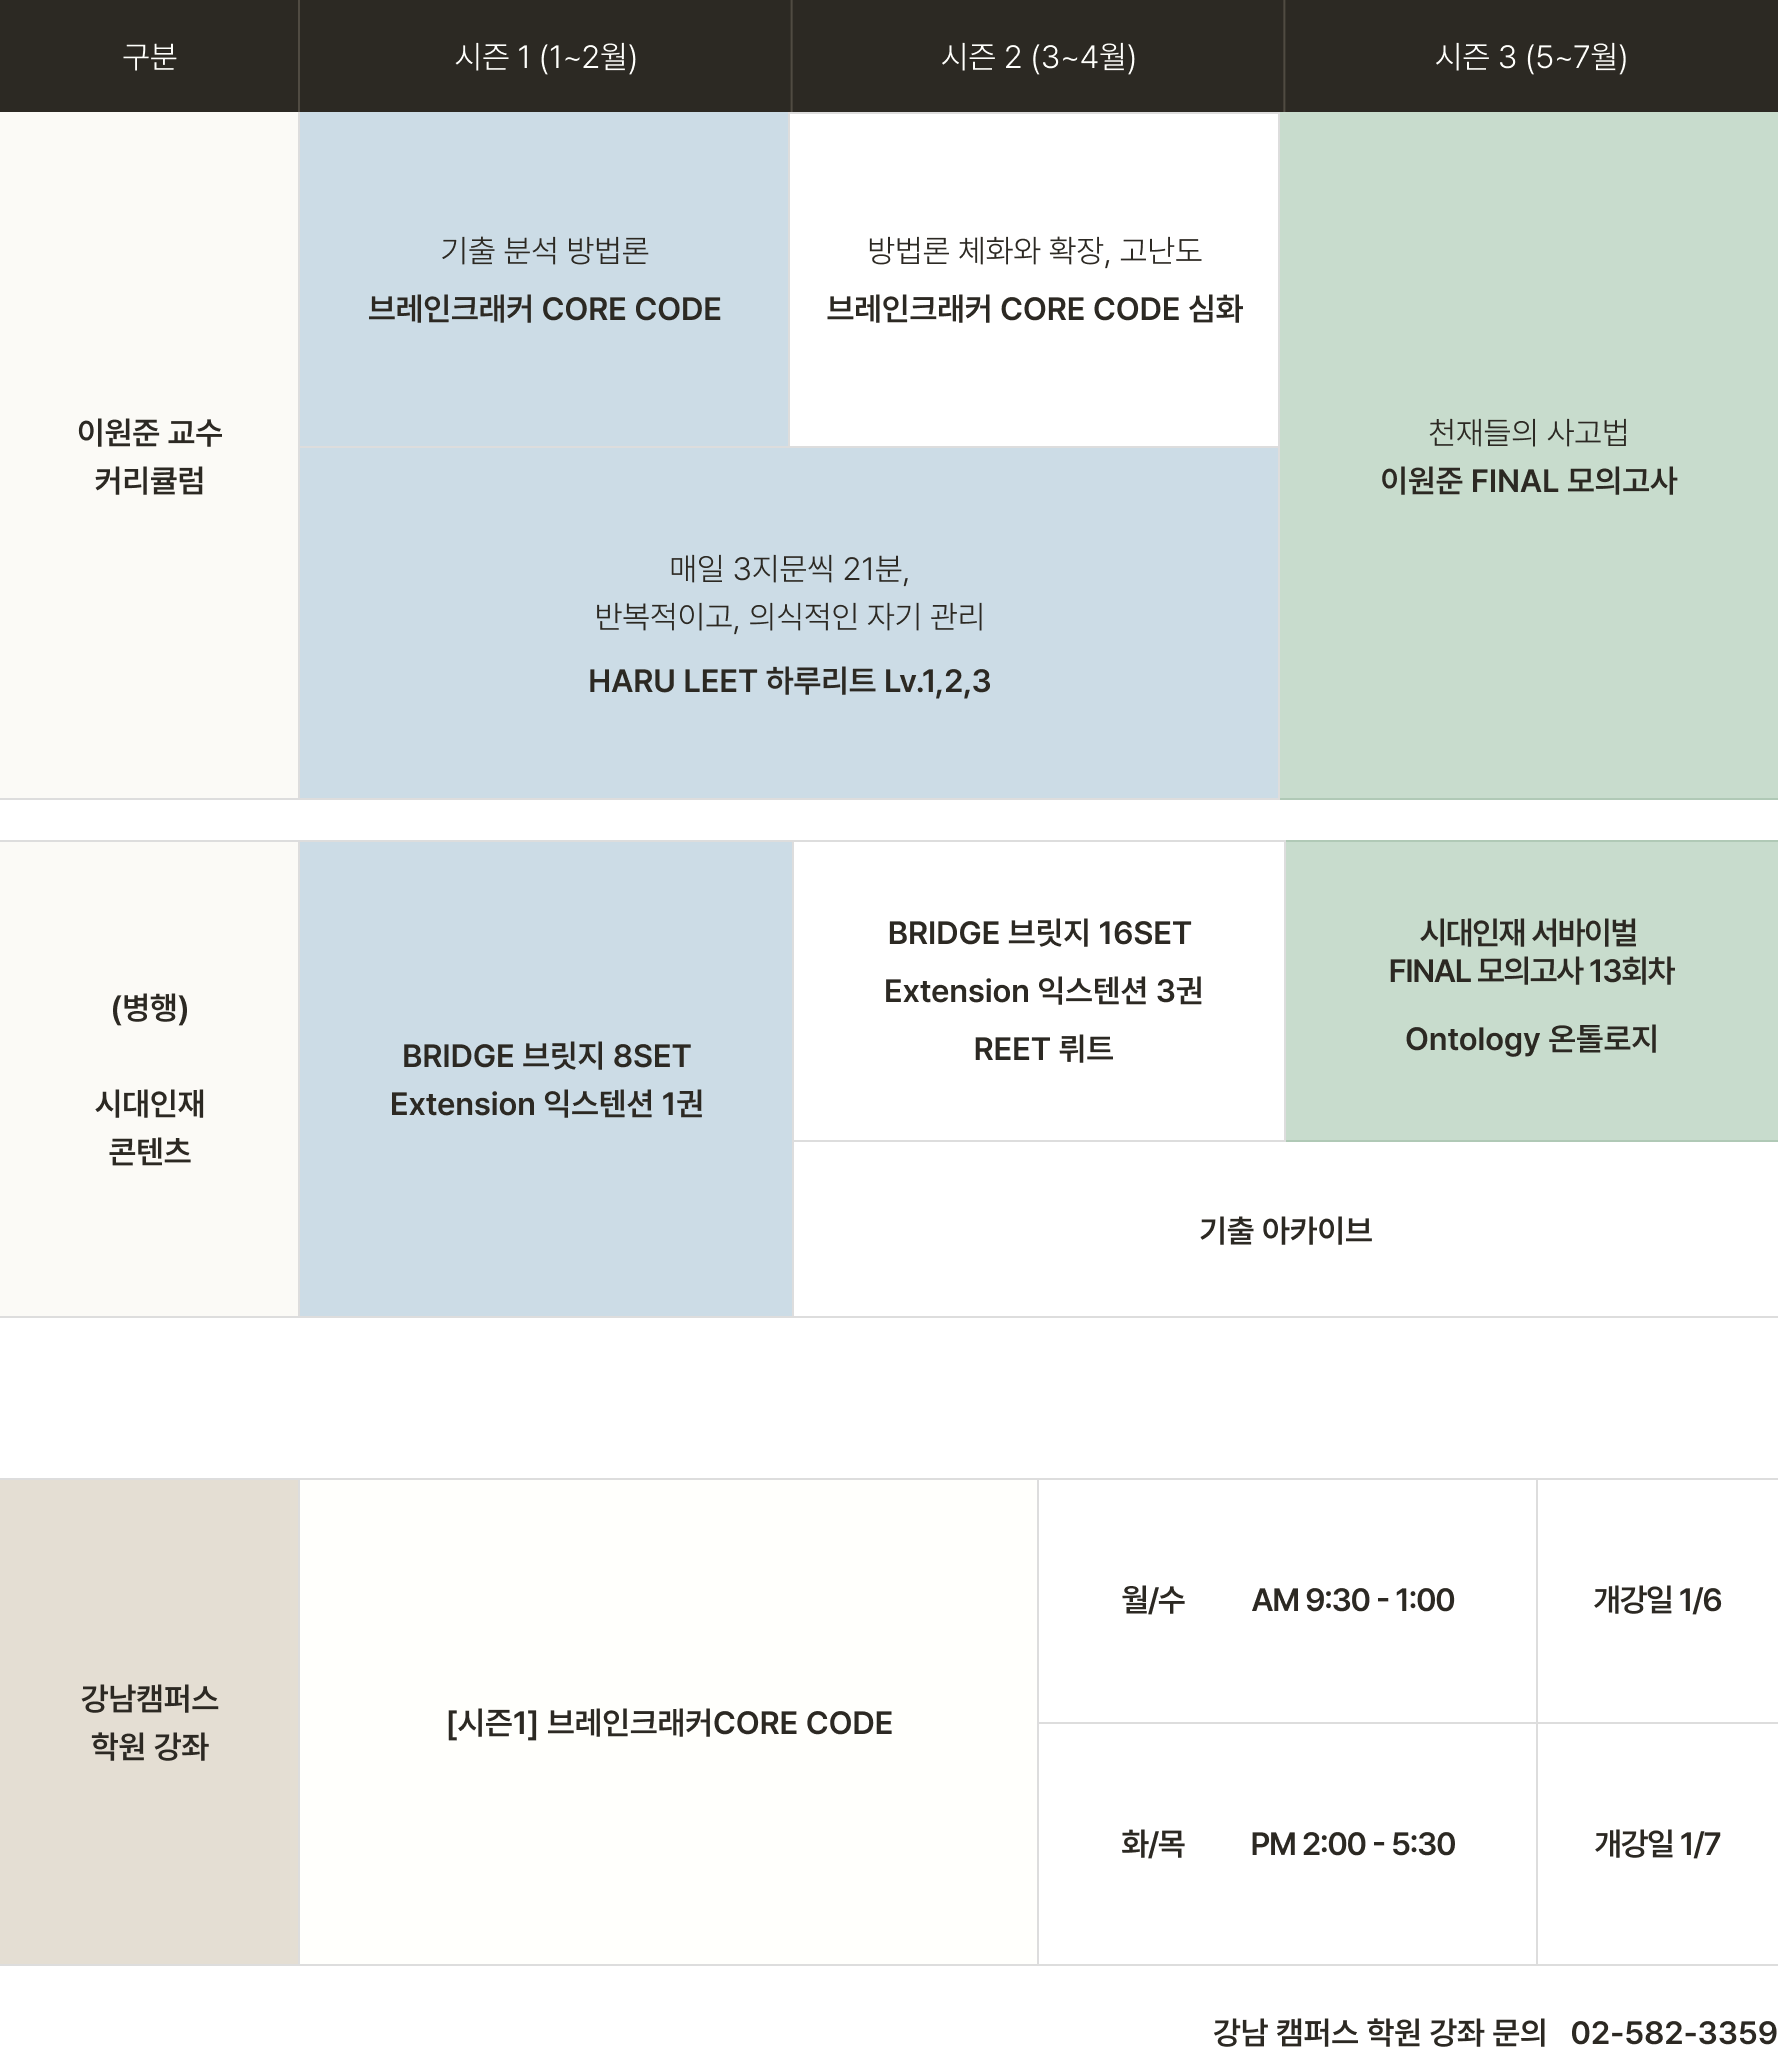 구분
시즌 1 (1~2월)
시즌 2 (3~4월)
시즌 3 (5~7월)
이원준 교수
커리큘럼
기출 분석 방법론
브레인크래커 CORE CODE
방법론 체화와 확장, 고난도
브레인크래커 CORE CODE 심화
매일 3지문씩 21분,
반복적이고, 의식적인 자기 관리
HARU LEET 하루리트 Lv.1,2,3
천재들의 사고법
이원준 FINAL 모의고사
(병행)
시대인재
콘텐츠
BRIDGE 브릿지 8SET
Extension 익스텐션 1권
BRIDGE 브릿지 16SET
Extension 익스텐션 3권
REET 뤼트
시대인재 서바이벌
FINAL 모의고사 13회차
Ontology 온톨로지
기출 아카이브
강남캠퍼스
학원 강좌
[시즌1] 브레인크래커CORE CODE
월/수 AM 9:30 - 1:00 개강일 1/6
화/목 PM 2:00 - 5:30 개강일 1/7
강남 캠퍼스 학원 강좌 문의 02-582-3359